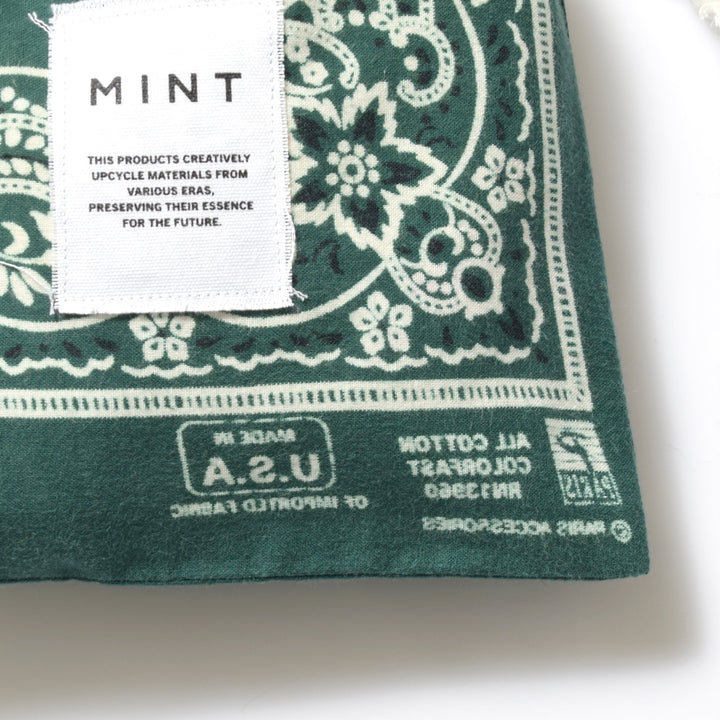 MINT
THIS PRODUCTS CREATIVELY
UPCYCLE MATERIALS FROM
VARIOUS ERAS,
PRESERVING THEIR ESSENCE
FOR THE FUTURE.
MADE IN
U.S.A
OF IMPORTED FABRIC
ALL COTTON
COLORFAST
RN13960
PARIS
© PARIS ACCESSORIES